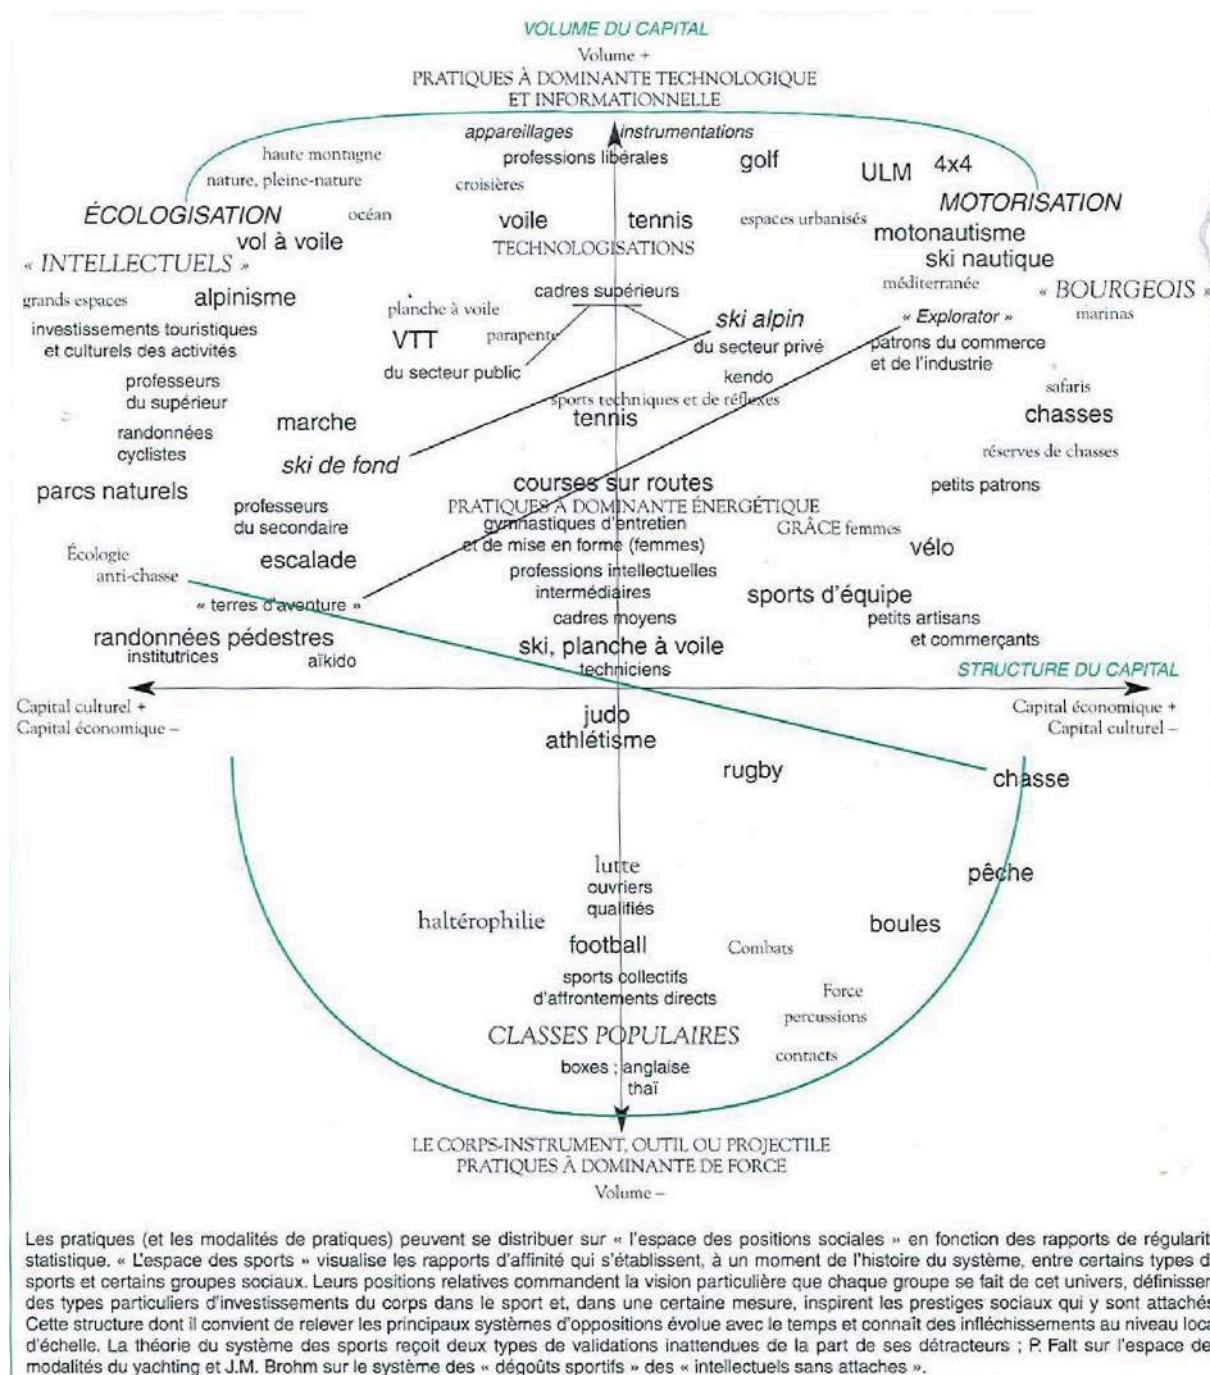 VOLUME DU CAPITAL
Volume +
PRATIQUES À DOMINANTE TECHNOLOGIQUE
ET INFORMATIONNELLE
appareillages instrumentations
haute montagne
professions libérales
golf
ULM
4x4
nature, pleine-nature
croisières
ÉCOLOGISATION
océan
voile
tennis
espaces urbanisés
MOTORISATION
vol à voile
TECHNOLOGISATIONS
motonautisme
ski nautique
« INTELLECTUELS »
grands espaces
alpinisme
cadres supérieurs
méditerranée
« BOURGEOIS »
marinas
planche à voile
ski alpin
« Explorator »
investissements touristiques
et culturels des activités
VTT
parapente
du secteur privé
patrons du commerce
et de l'industrie
du secteur public
kendo
professeurs
du supérieur
sports techniques et de réflexes
safaris
marche
tennis
chasses
randonnées
cyclistes
ski de fond
réserves de chasses
parcs naturels
courses sur routes
petits patrons
PRATIQUES À DOMINANTE ÉNERGÉTIQUE
professeurs
du secondaire
gymnastiques d'entretien
et de mise en forme (femmes)
GRÂCE femmes
vélo
Écologie
anti-chasse
escalade
professions intellectuelles
intermédiaires
« terres d'aventure »
sports d'équipe
cadres moyens
petits artisans
et commerçants
randonnées pédestres
institutrices
aïkido
ski, planche à voile
techniciens
STRUCTURE DU CAPITAL
Capital culturel +
Capital économique –
Capital économique +
Capital culturel –
judo
athlétisme
rugby
chasse
lutte
ouvriers
qualifiés
pêche
haltérophilie
boules
football
Combats
sports collectifs
d'affrontements directs
Force
percussions
CLASSES POPULAIRES
contacts
boxes ; anglaise
thaï
LE CORPS-INSTRUMENT, OUTIL OU PROJECTILE
PRATIQUES À DOMINANTE DE FORCE
Volume –
Les pratiques (et les modalités de pratiques) peuvent se distribuer sur « l'espace des positions sociales » en fonction des rapports de régularit
statistique. « L'espace des sports » visualise les rapports d'affinité qui s'établissent, à un moment de l'histoire du système, entre certains types d
sports et certains groupes sociaux. Leurs positions relatives commandent la vision particulière que chaque groupe se fait de cet univers, définissen
des types particuliers d'investissements du corps dans le sport et, dans une certaine mesure, inspirent les prestiges sociaux qui y sont attachés
Cette structure dont il convient de relever les principaux systèmes d'oppositions évolue avec le temps et connaît des infléchissements au niveau loca
d'échelle. La théorie du système des sports reçoit deux types de validations inattendues de la part de ses détracteurs ; P. Falt sur l'espace de
modalités du yachting et J.M. Brohm sur le système des « dégoûts sportifs » des « intellectuels sans attaches ».